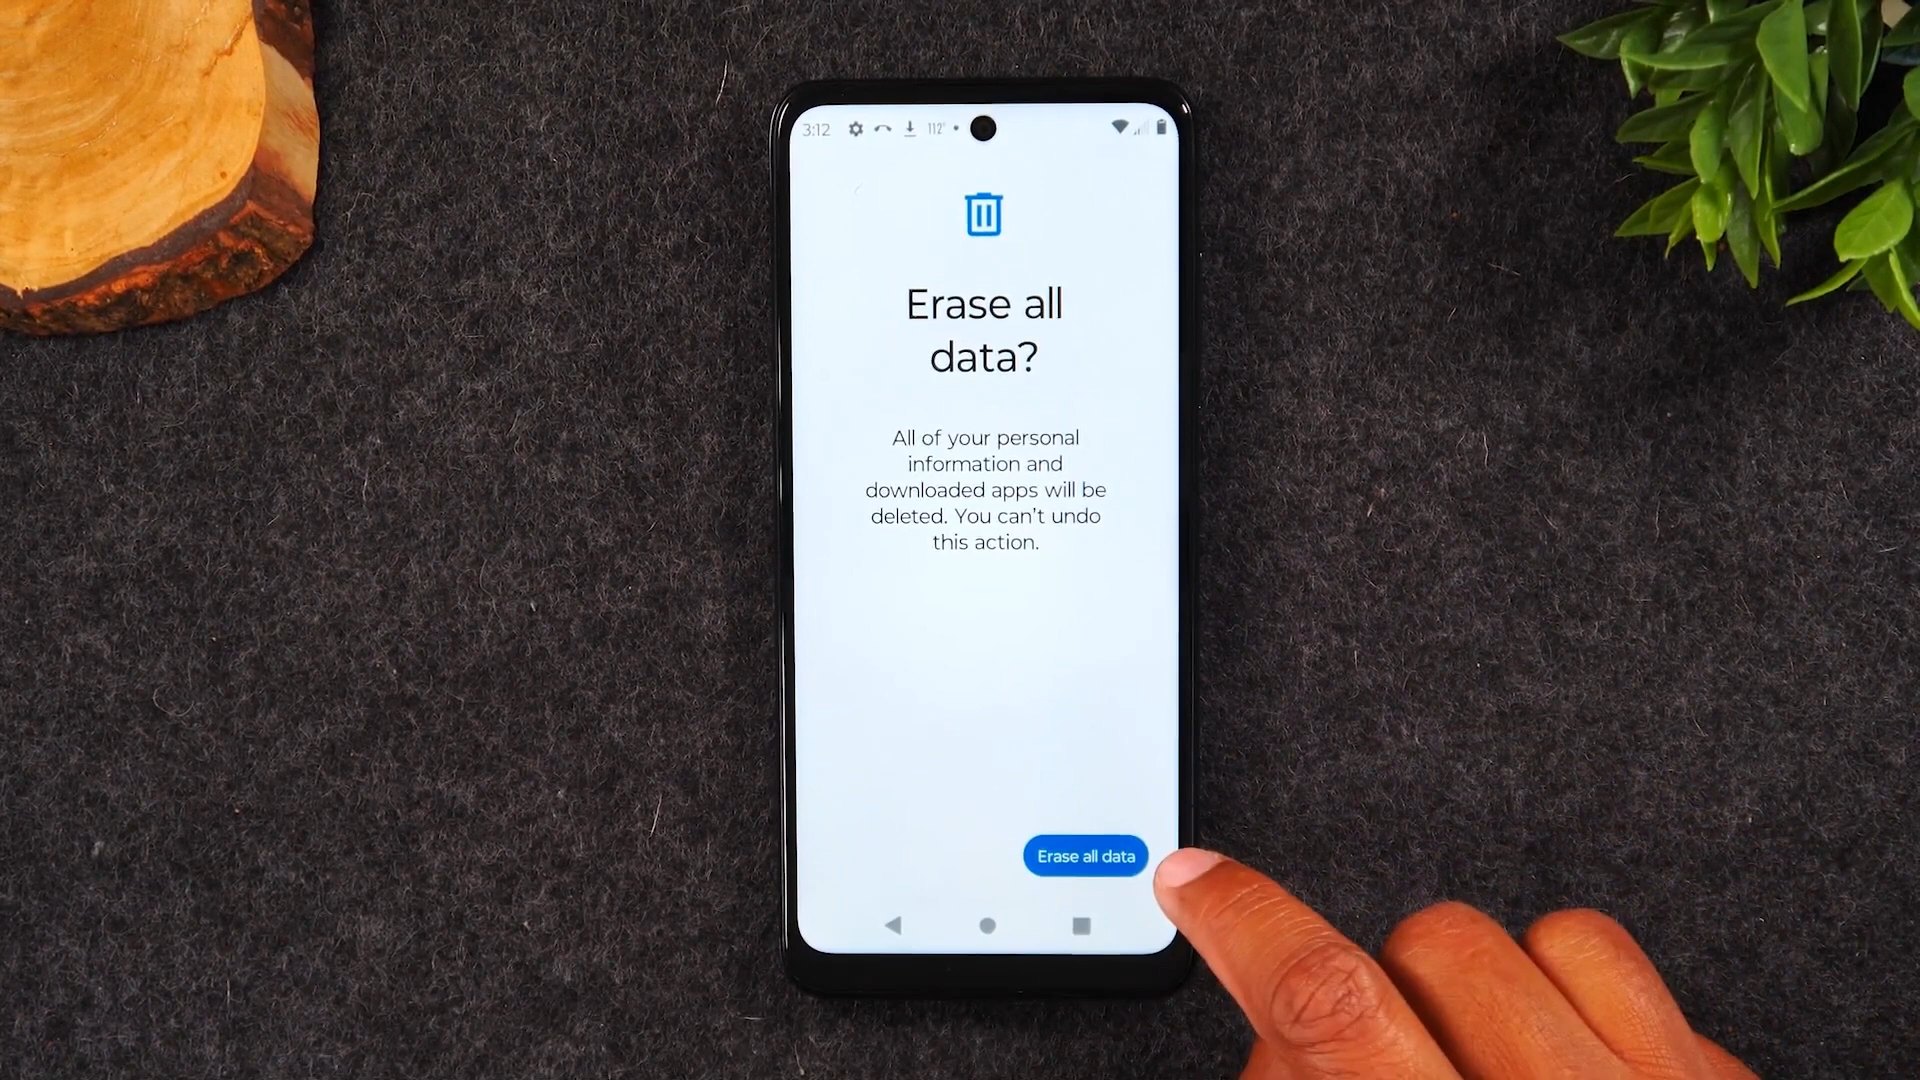 3:12 112°
Erase all
data?
All of your personal
information and
downloaded apps will be
deleted. You can’t undo
this action.
Erase all data